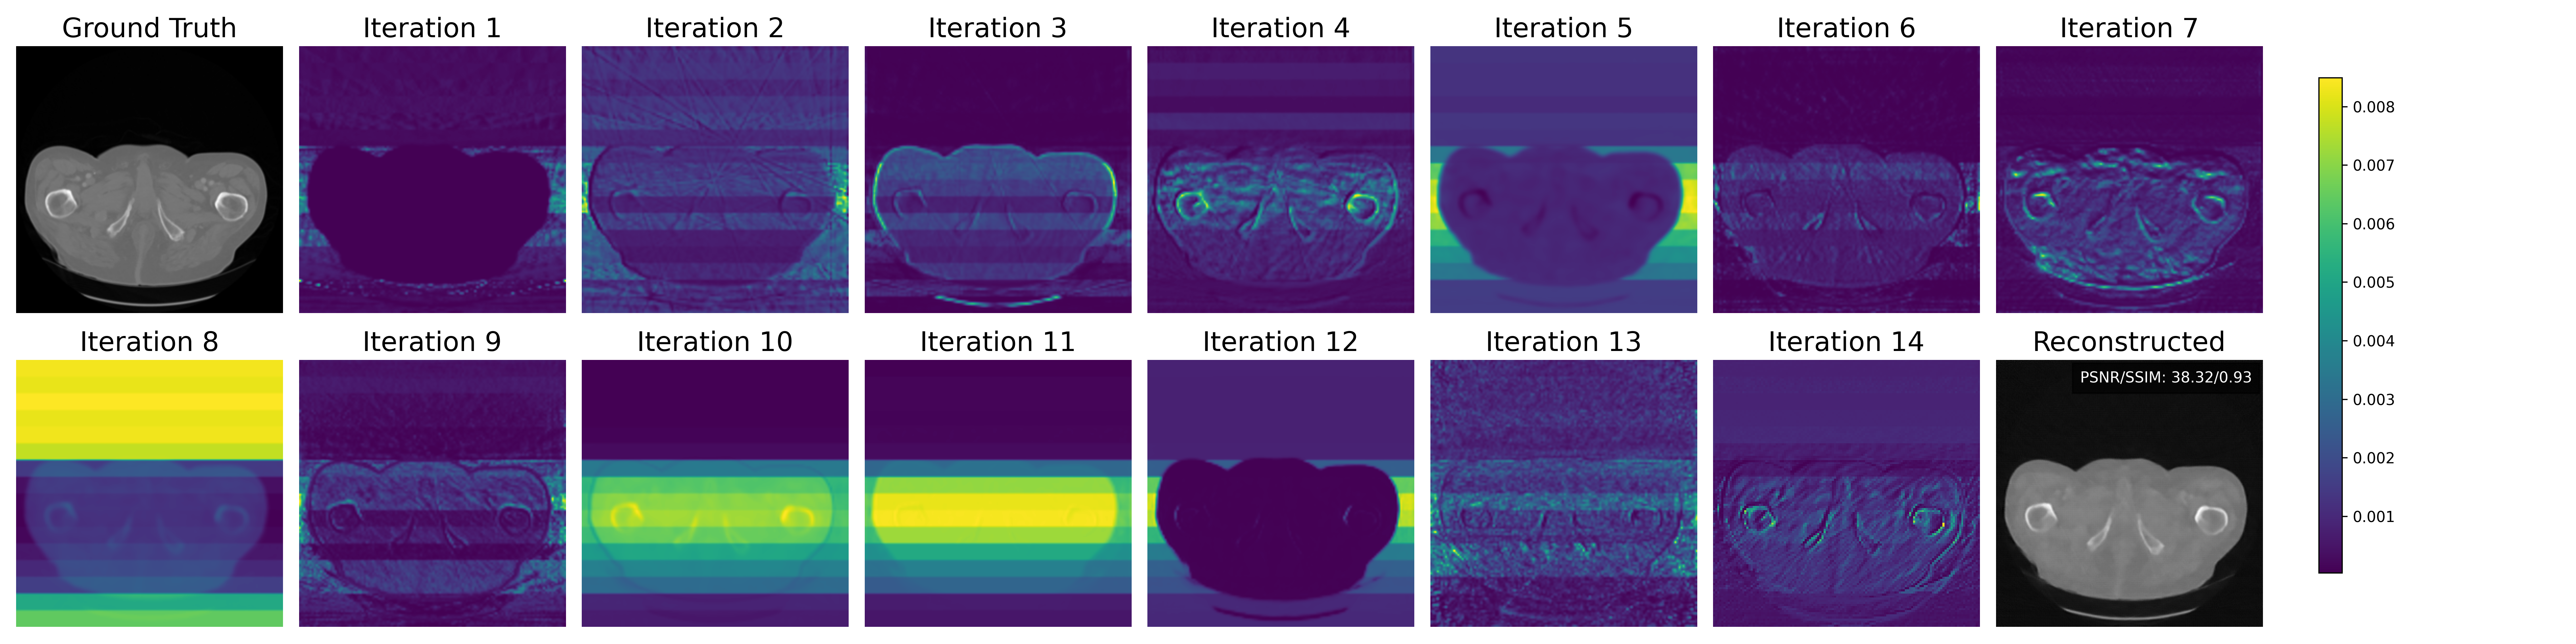 Ground Truth
Iteration 1
Iteration 2
Iteration 3
Iteration 4
Iteration 5
Iteration 6
Iteration 7
0.008
0.007
0.006
0.005
0.004
0.003
0.002
0.001
Iteration 8
Iteration 9
Iteration 10
Iteration 11
Iteration 12
Iteration 13
Iteration 14
Reconstructed
PSNR/SSIM: 38.32/0.93